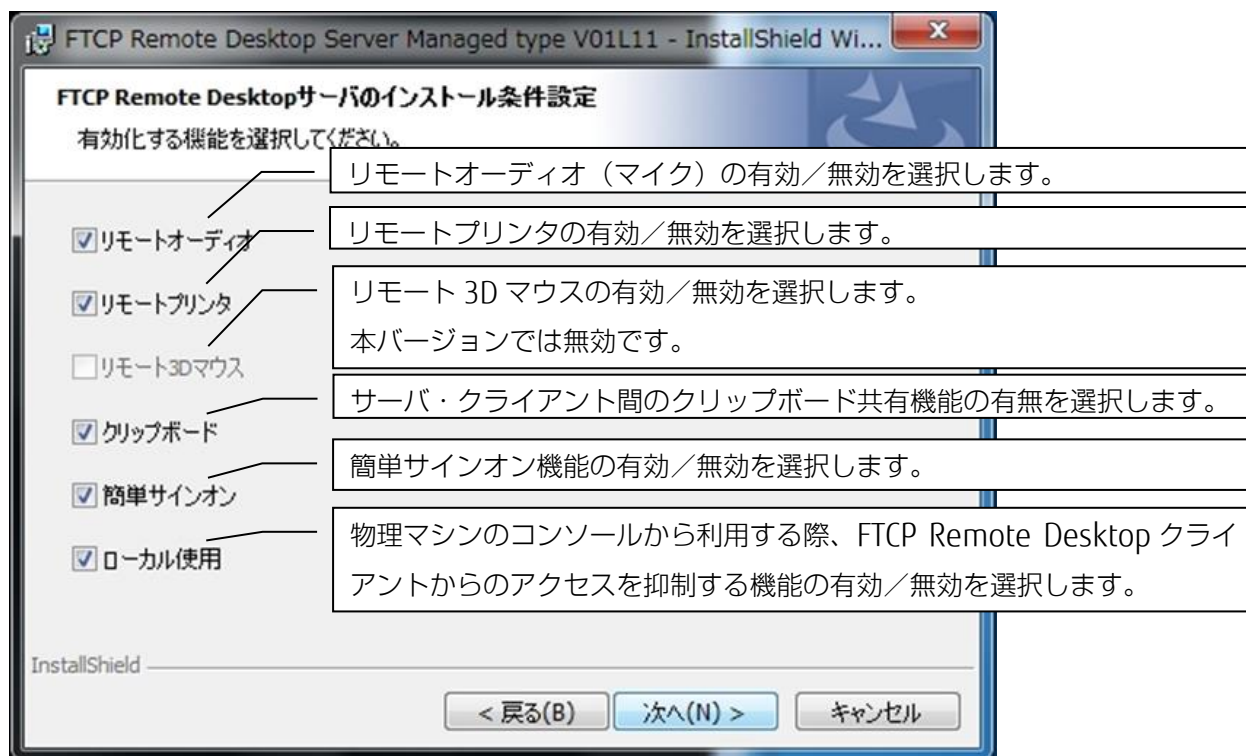 FTCP Remote Desktop Server Managed type V01L11 - InstallShield Wi...
FTCP Remote Desktopサーバのインストール条件設定
有効化する機能を選択してください。
リモートオーディオ（マイク）の有効／無効を選択します。
リモートオーディオ
リモートプリンタの有効／無効を選択します。
リモートプリンタ
リモート 3D マウスの有効／無効を選択します。
本バージョンでは無効です。
リモート3Dマウス
サーバ・クライアント間のクリップボード共有機能の有無を選択します。
クリップボード
簡単サインオン機能の有効／無効を選択します。
簡単サインオン
物理マシンのコンソールから利用する際、FTCP Remote Desktop クライ
アントからのアクセスを抑制する機能の有効／無効を選択します。
ローカル使用
InstallShield
< 戻る(B)
次へ(N) >
キャンセル